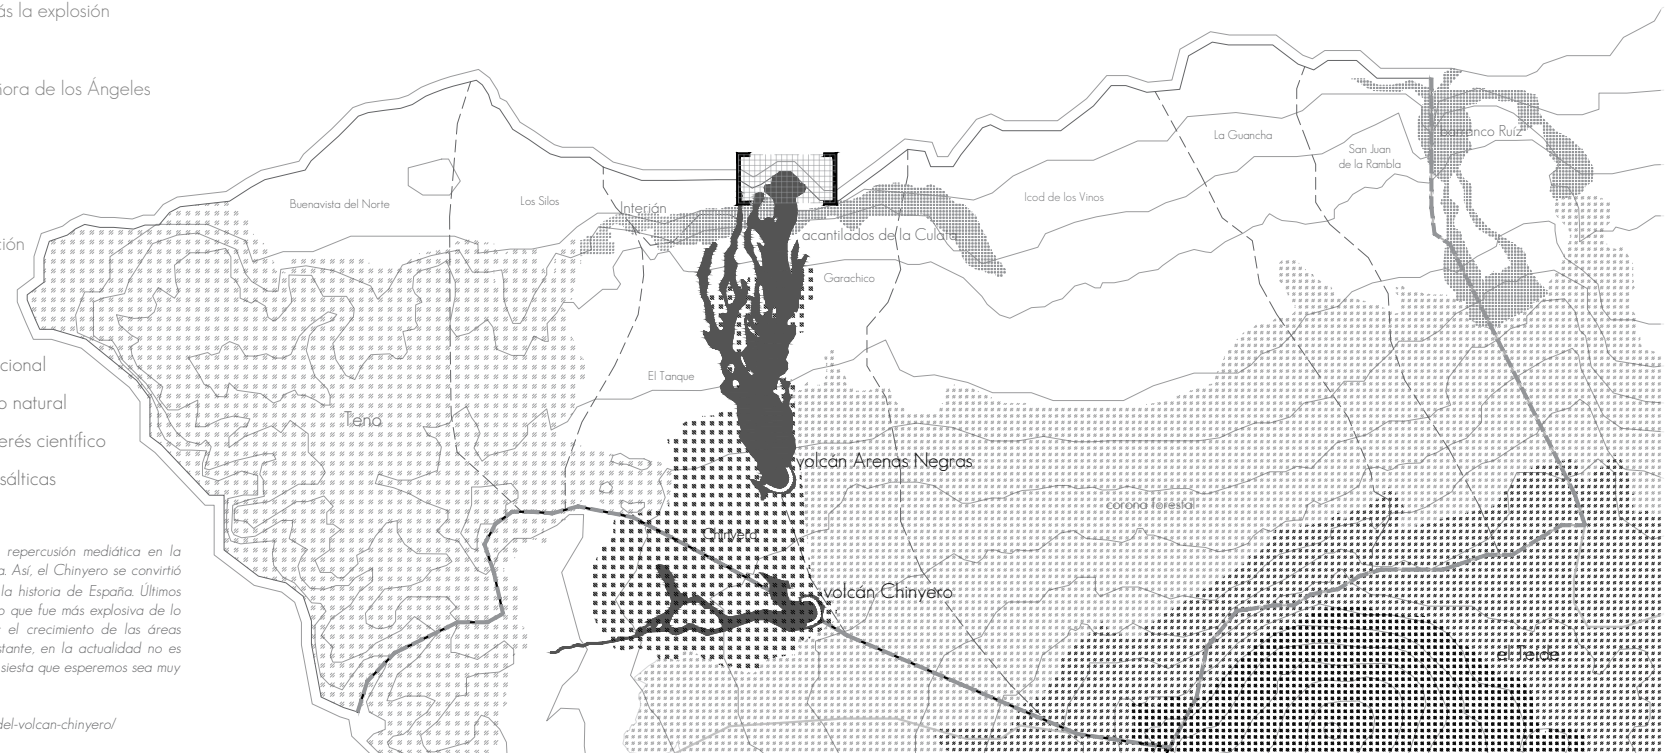 ás la explosión
ñora de los Ángeles
ción
cional
o natural
erés científico
sálticas
repercusión mediática en la
a. Así, el Chinyero se convirtió
la historia de España. Últimos
o que fue más explosiva de lo
el crecimiento de las áreas
stante, en la actualidad no es
siesta que esperemos sea muy
del-volcan-chinyero/
La Guancha
San Juan
de la Rambla
barranco Ruíz
Buenavista del Norte
Los Silos
Interián
Icod de los Vinos
acantilados de la Culata
Garachico
El Tanque
Teno
volcán Arenas Negras
corona forestal
Chinyero
volcán Chinyero
el Teide